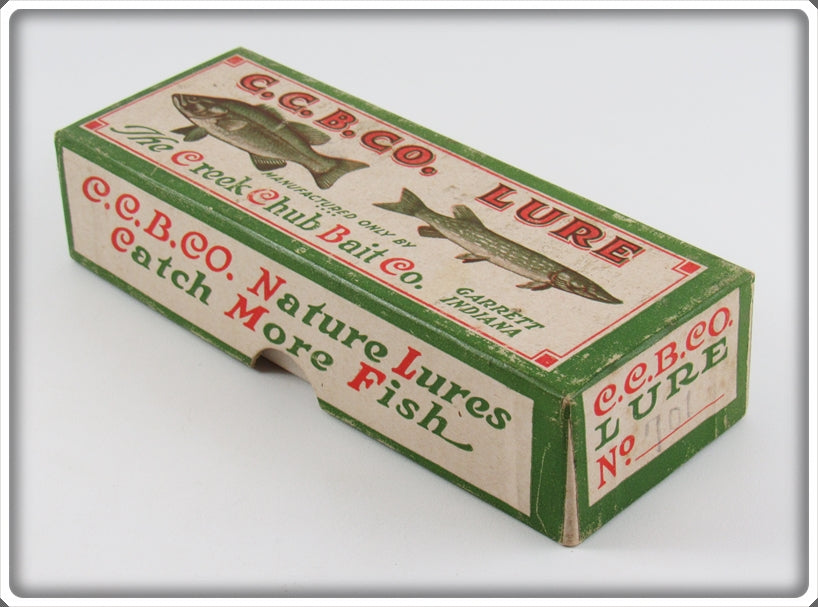 C.C.B.CO. LURE
The Creek Chub Bait Co.
MANUFACTURED ONLY BY
GARRETT
INDIANA
C.C.B.CO. Nature Lures
Catch More Fish
C.C.B.CO.
LURE
No. 701